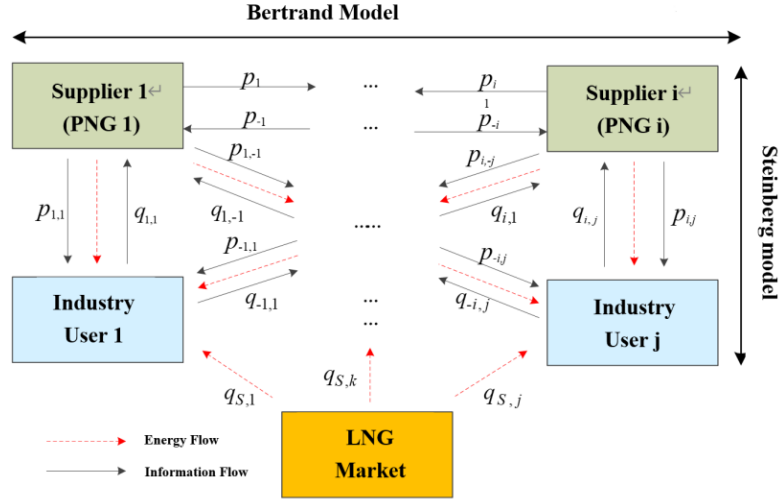 Bertrand Model
Supplier 1↵
(PNG 1)
p1
...
pi
1
Supplier i↵
(PNG i)
p-1
...
p-i
p1,-1
pi,-j
p1,1
q1,1
q1,-1
......
qi,1
qi,j
pi,j
Steinberg model
p-1,1
p-i,j
Industry
User 1
q-1,1
...
...
q-i,j
Industry
User j
qS,1
qS,k
qS,j
LNG
Market
Energy Flow
Information Flow